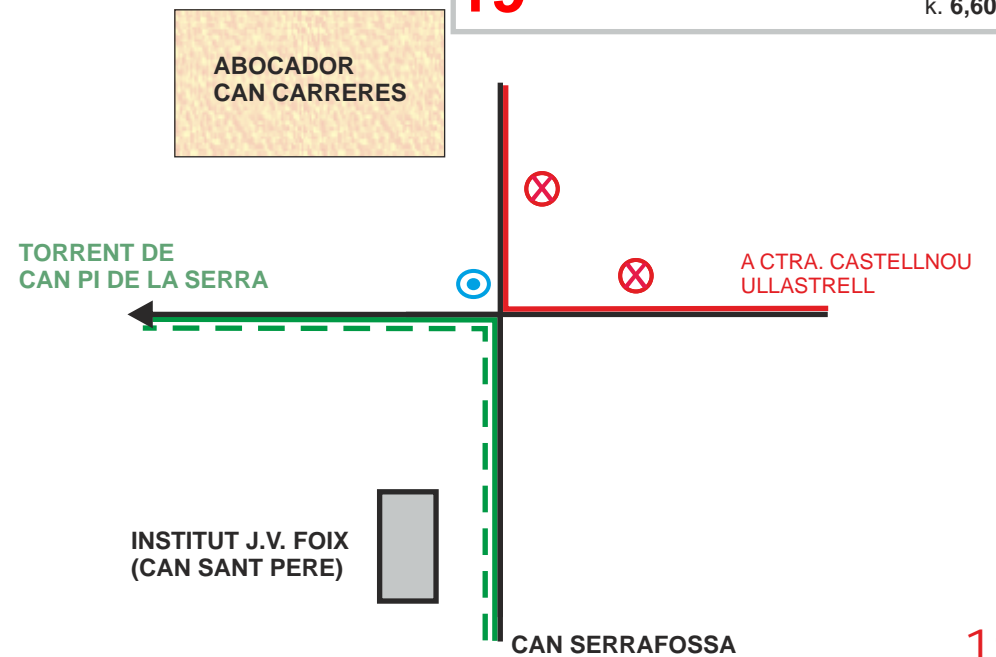 19
k. 6,60
ABOCADOR
CAN CARRERES
TORRENT DE
CAN PI DE LA SERRA
A CTRA. CASTELLNOU
ULLASTRELL
INSTITUT J.V. FOIX
(CAN SANT PERE)
CAN SERRAFOSSA
1